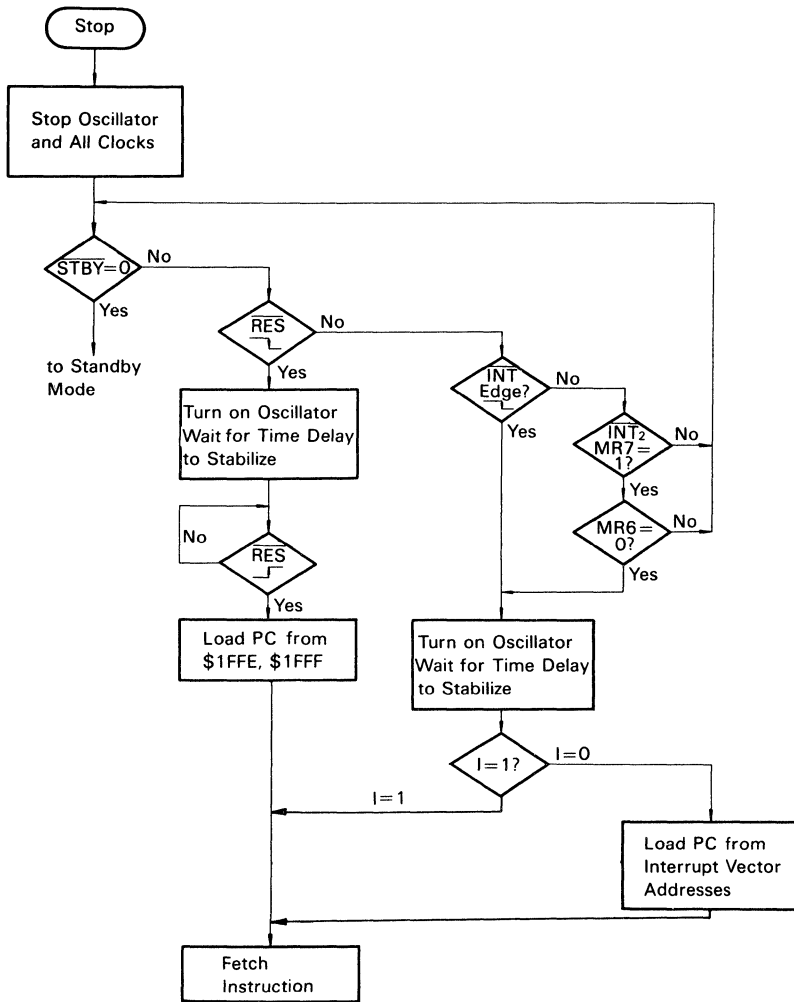 Stop
Stop Oscillator
and All Clocks
STBY=0
No
Yes
to Standby
Mode
RES
No
Yes
Turn on Oscillator
Wait for Time Delay
to Stabilize
No
RES
Yes
Load PC from
$1FFE, $1FFF
INT
Edge?
No
Yes
INT2
MR7=
1?
No
Yes
MR6=
0?
No
Yes
Turn on Oscillator
Wait for Time Delay
to Stabilize
I=1?
I=0
I=1
Load PC from
Interrupt Vector
Addresses
Fetch
Instruction